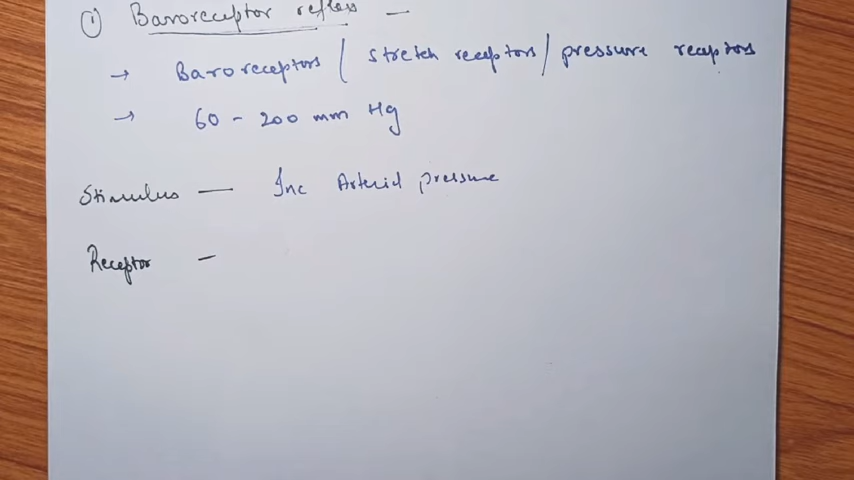 ① Baroreceptor reflex —
→ Baroreceptors / stretch receptors / pressure receptors
→ 60 - 200 mm Hg
Stimulus — Inc Arterial pressure
Receptor -